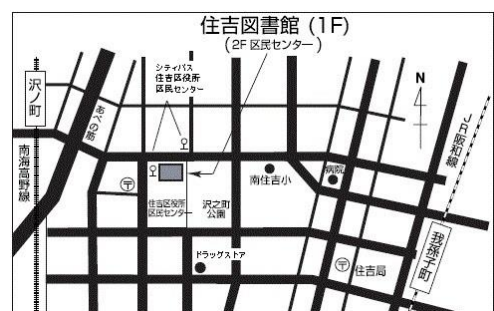 住吉図書館 (1F)
(2F 区民センター)
シティバス
住吉区役所
区民センター
沢ノ町
あべの筋
N
JR阪和線
南海高野線
〒
南住吉小
病院
住吉区役所
区民センター
沢之町
公園
我孫子町
ドラッグストア
〒
住吉局